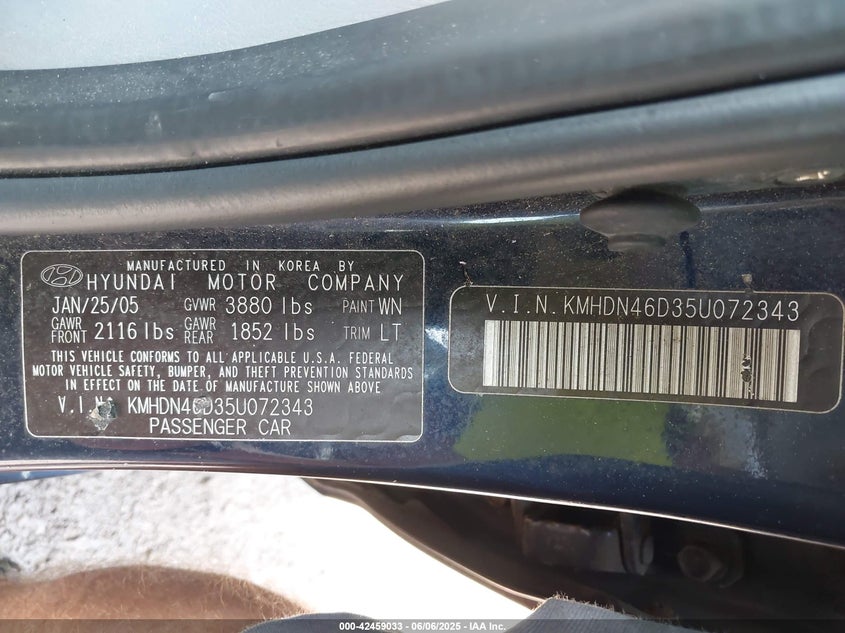 MANUFACTURED IN KOREA BY
HYUNDAI MOTOR COMPANY
JAN/25/05 GVWR 3880 lbs PAINT WN
GAWR FRONT 2116 lbs GAWR REAR 1852 lbs TRIM LT
THIS VEHICLE CONFORMS TO ALL APPLICABLE U.S.A. FEDERAL
MOTOR VEHICLE SAFETY, BUMPER, AND THEFT PREVENTION STANDARDS
IN EFFECT ON THE DATE OF MANUFACTURE SHOWN ABOVE
V.I.N. KMHDN46D35U072343
PASSENGER CAR
V.I.N. KMHDN46D35U072343
000-42459033 / 06/06/2025 - IAA Inc.